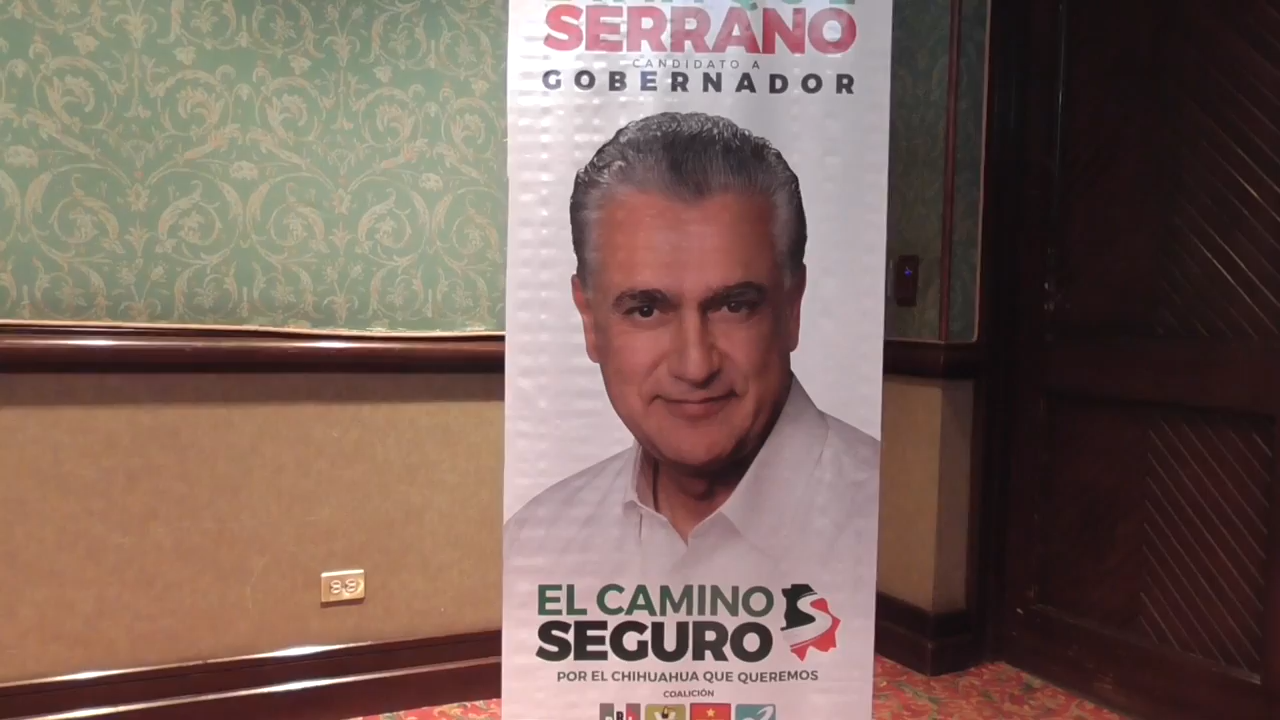 SERRANO
CANDIDATO A
GOBERNADOR
EL CAMINO
SEGURO
POR EL CHIHUAHUA QUE QUEREMOS
COALICIÓN